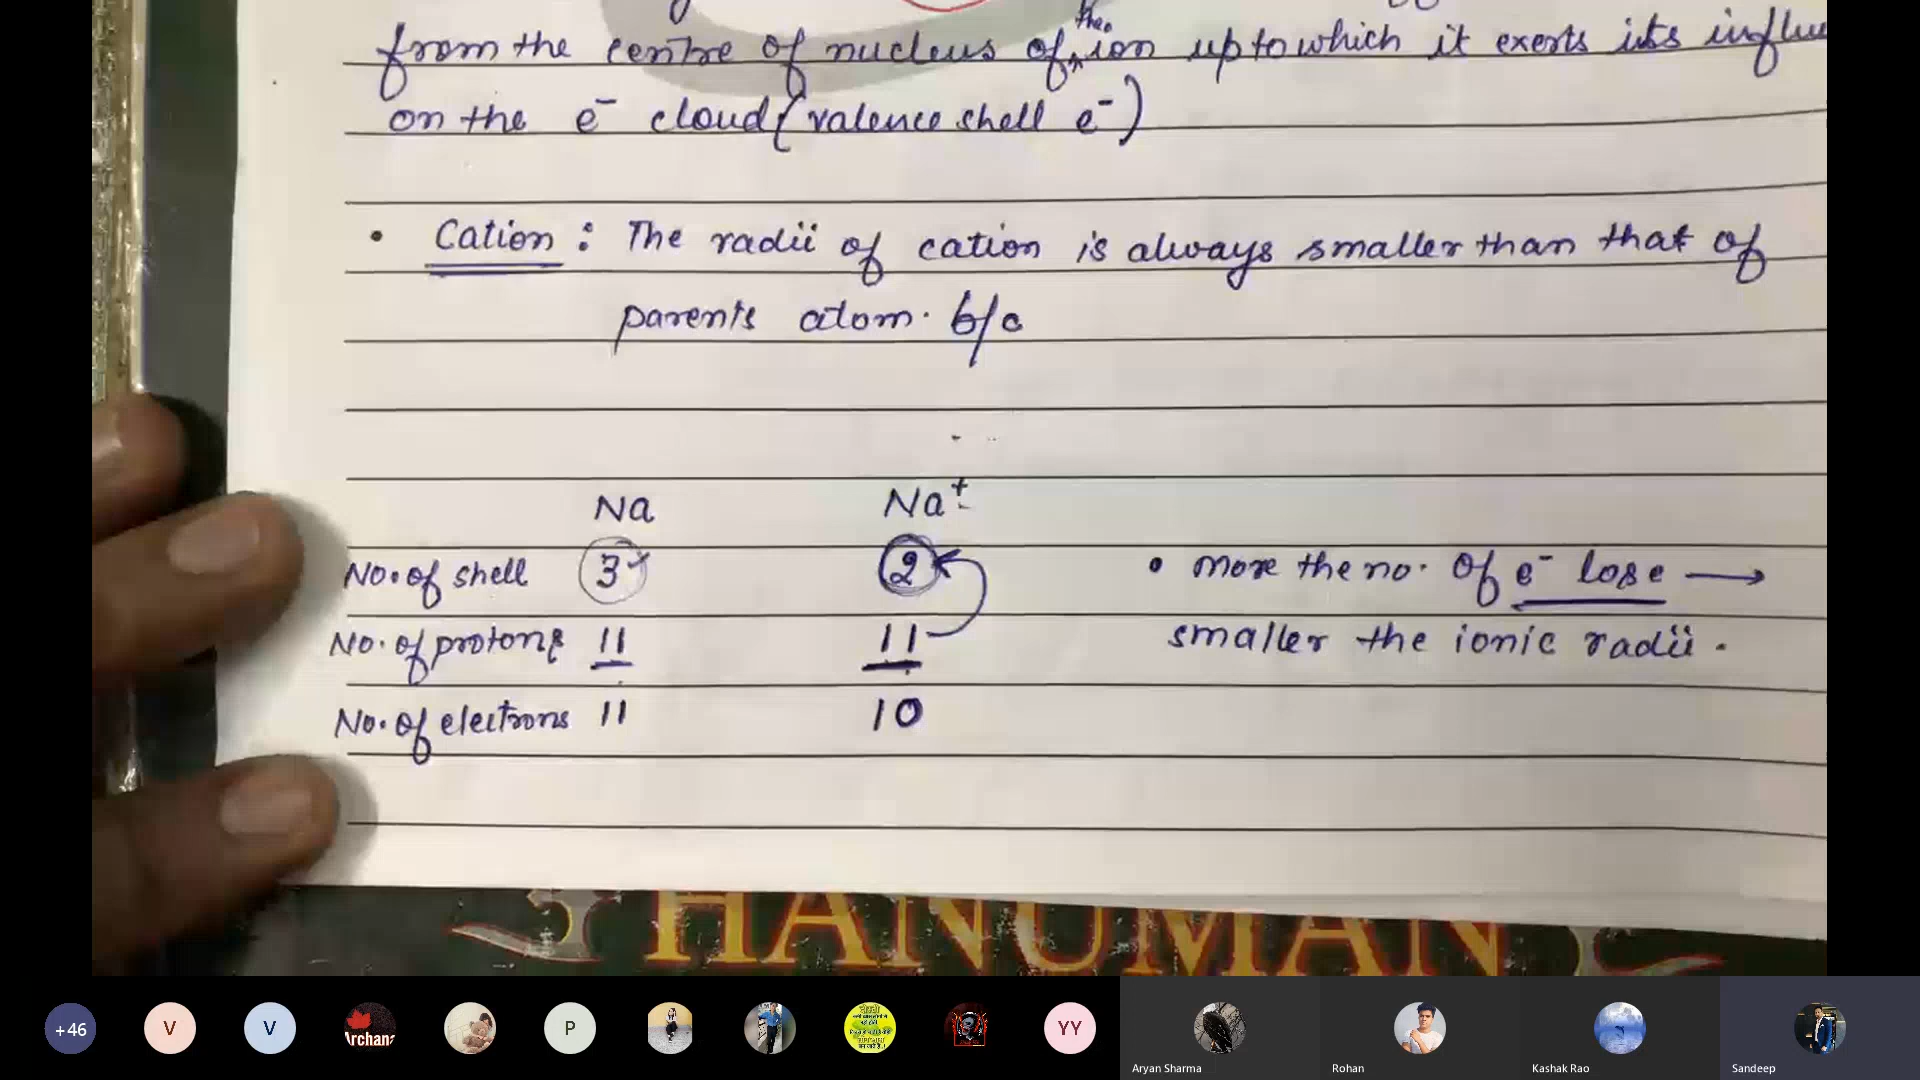 from the centre of nucleus of the ion upto which it exerts its influe
on the e⁻ cloud (valence shell e⁻)
• Cation : The radii of cation is always smaller than that of
parents atom. b/c
Na Na⁺
No. of shell 3 2
No. of protons 11 11
No. of electrons 11 10
• more the no. of e⁻ lose →
smaller the ionic radii.
HANUMAN
+46 V V Archana P YY
Aryan Sharma Rohan Kashak Rao Sandeep